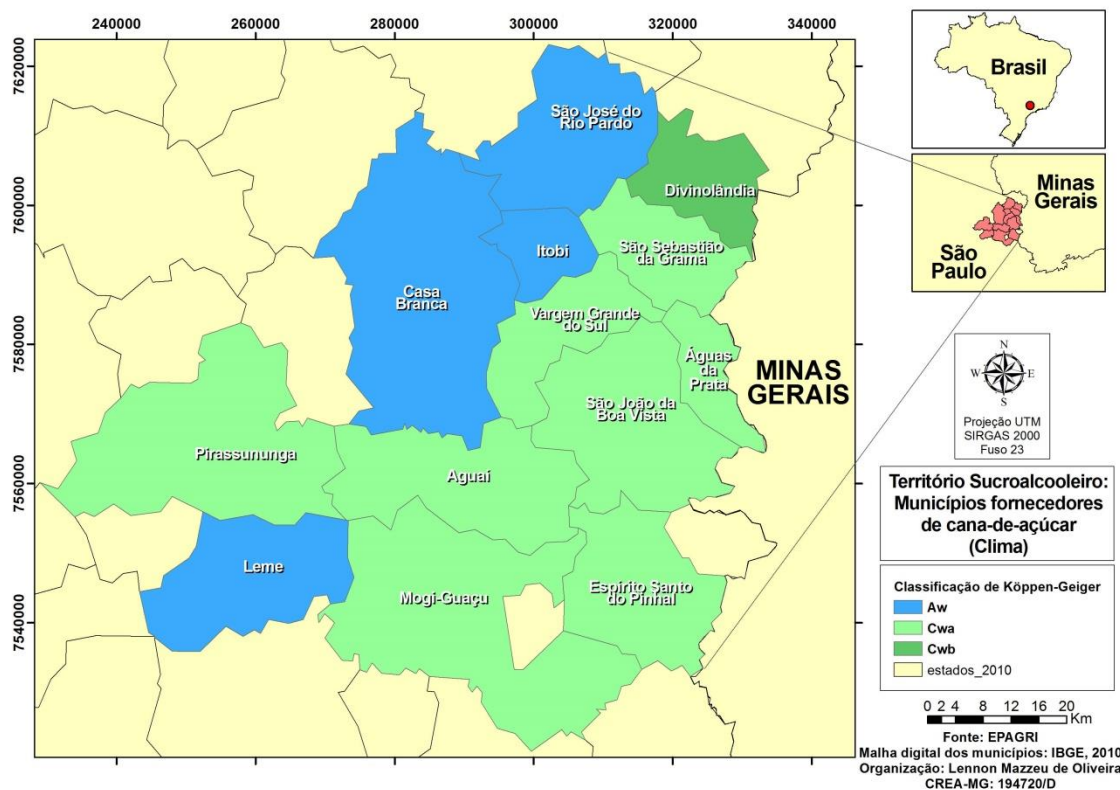 240000
260000
280000
300000
320000
340000
7620000
7600000
7580000
7560000
7540000
São José do
Rio Pardo
Divinolândia
Itobi
São Sebastião
da Grama
Casa
Branca
Vargem Grande
do Sul
Águas
da
Prata
São João da
Boa Vista
MINAS
GERAIS
Pirassununga
Aguaí
Leme
Mogi-Guaçu
Espírito Santo
do Pinhal
Brasil
Minas
Gerais
São
Paulo
N
W
E
S
Projeção UTM
SIRGAS 2000
Fuso 23
Território Sucroalcooleiro:
Municípios fornecedores
de cana-de-açúcar
(Clima)
Classificação de Köppen-Geiger
Aw
Cwa
Cwb
estados_2010
0 2 4 8 12 16 20
Km
Fonte: EPAGRI
Malha digital dos municípios: IBGE, 2010
Organização: Lennon Mazzeu de Oliveira
CREA-MG: 194720/D